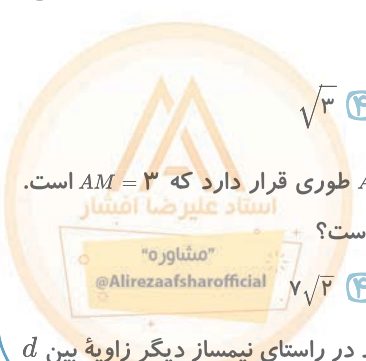 ۴) √۳
A طوری قرار دارد که AM = ۳ است.
استاد علیرضا افشار
ست؟
"مشاوره"
@Alirezaafsharofficial
۴) ۷√۲
. در راستای نیمساز دیگر زاویهٔ بین d